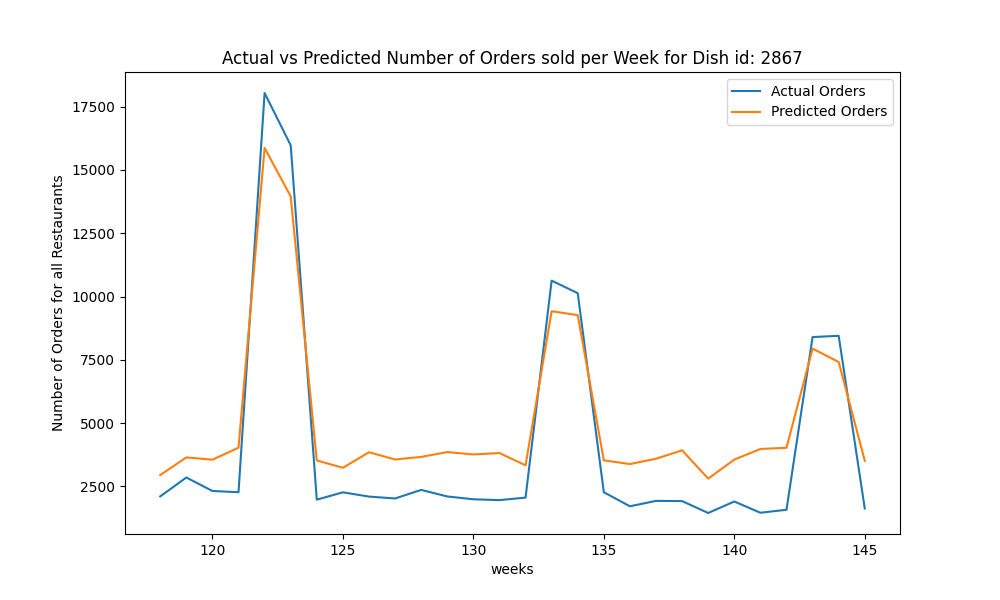 Actual vs Predicted Number of Orders sold per Week for Dish id: 2867
Actual Orders
Predicted Orders
Number of Orders for all Restaurants
17500
15000
12500
10000
7500
5000
2500
120
125
130
135
140
145
weeks